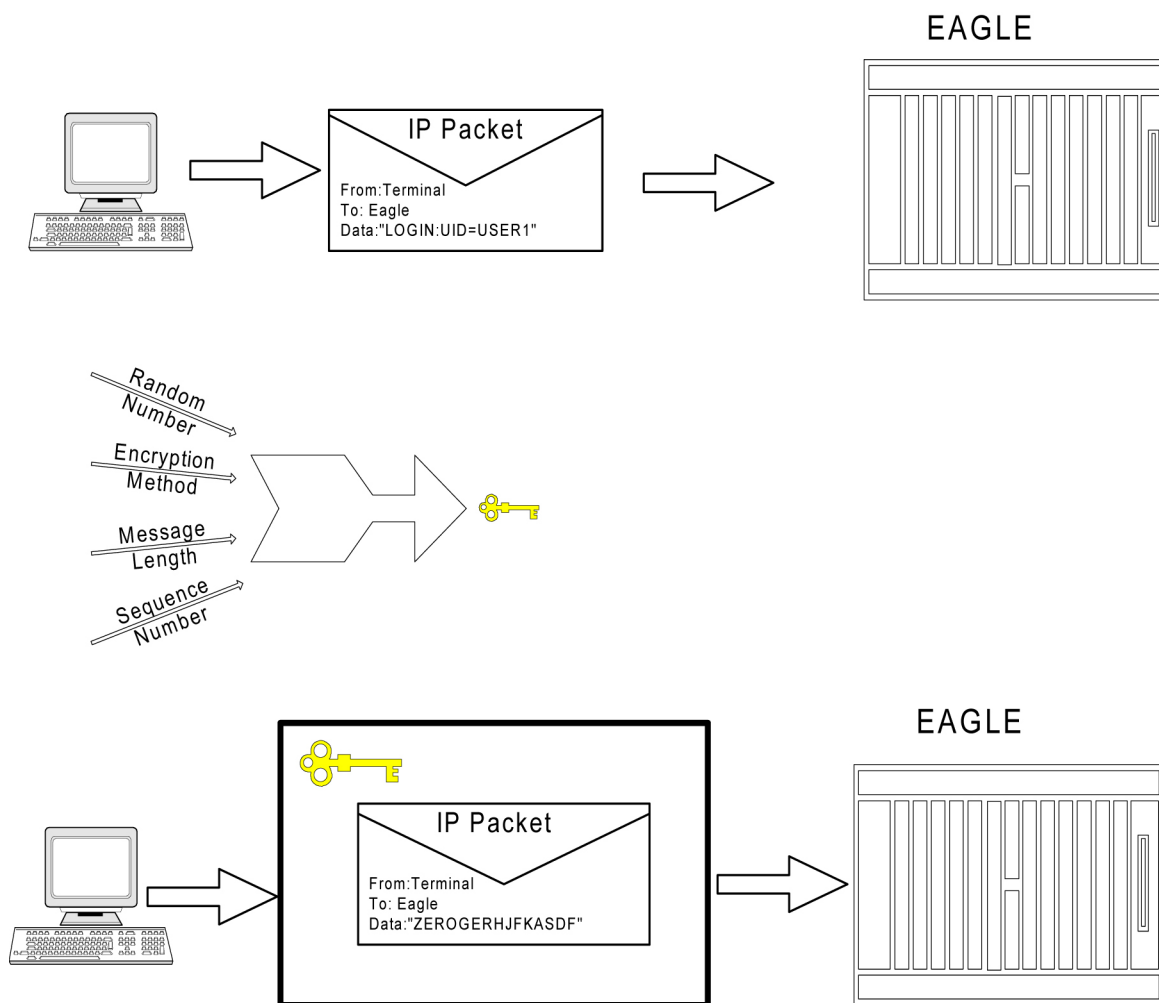 EAGLE
IP Packet
From:Terminal
To: Eagle
Data:"LOGIN:UID=USER1"
Random
Number
Encryption
Method
Message
Length
Sequence
Number
EAGLE
IP Packet
From:Terminal
To: Eagle
Data:"ZEROGERHJFKASDF"